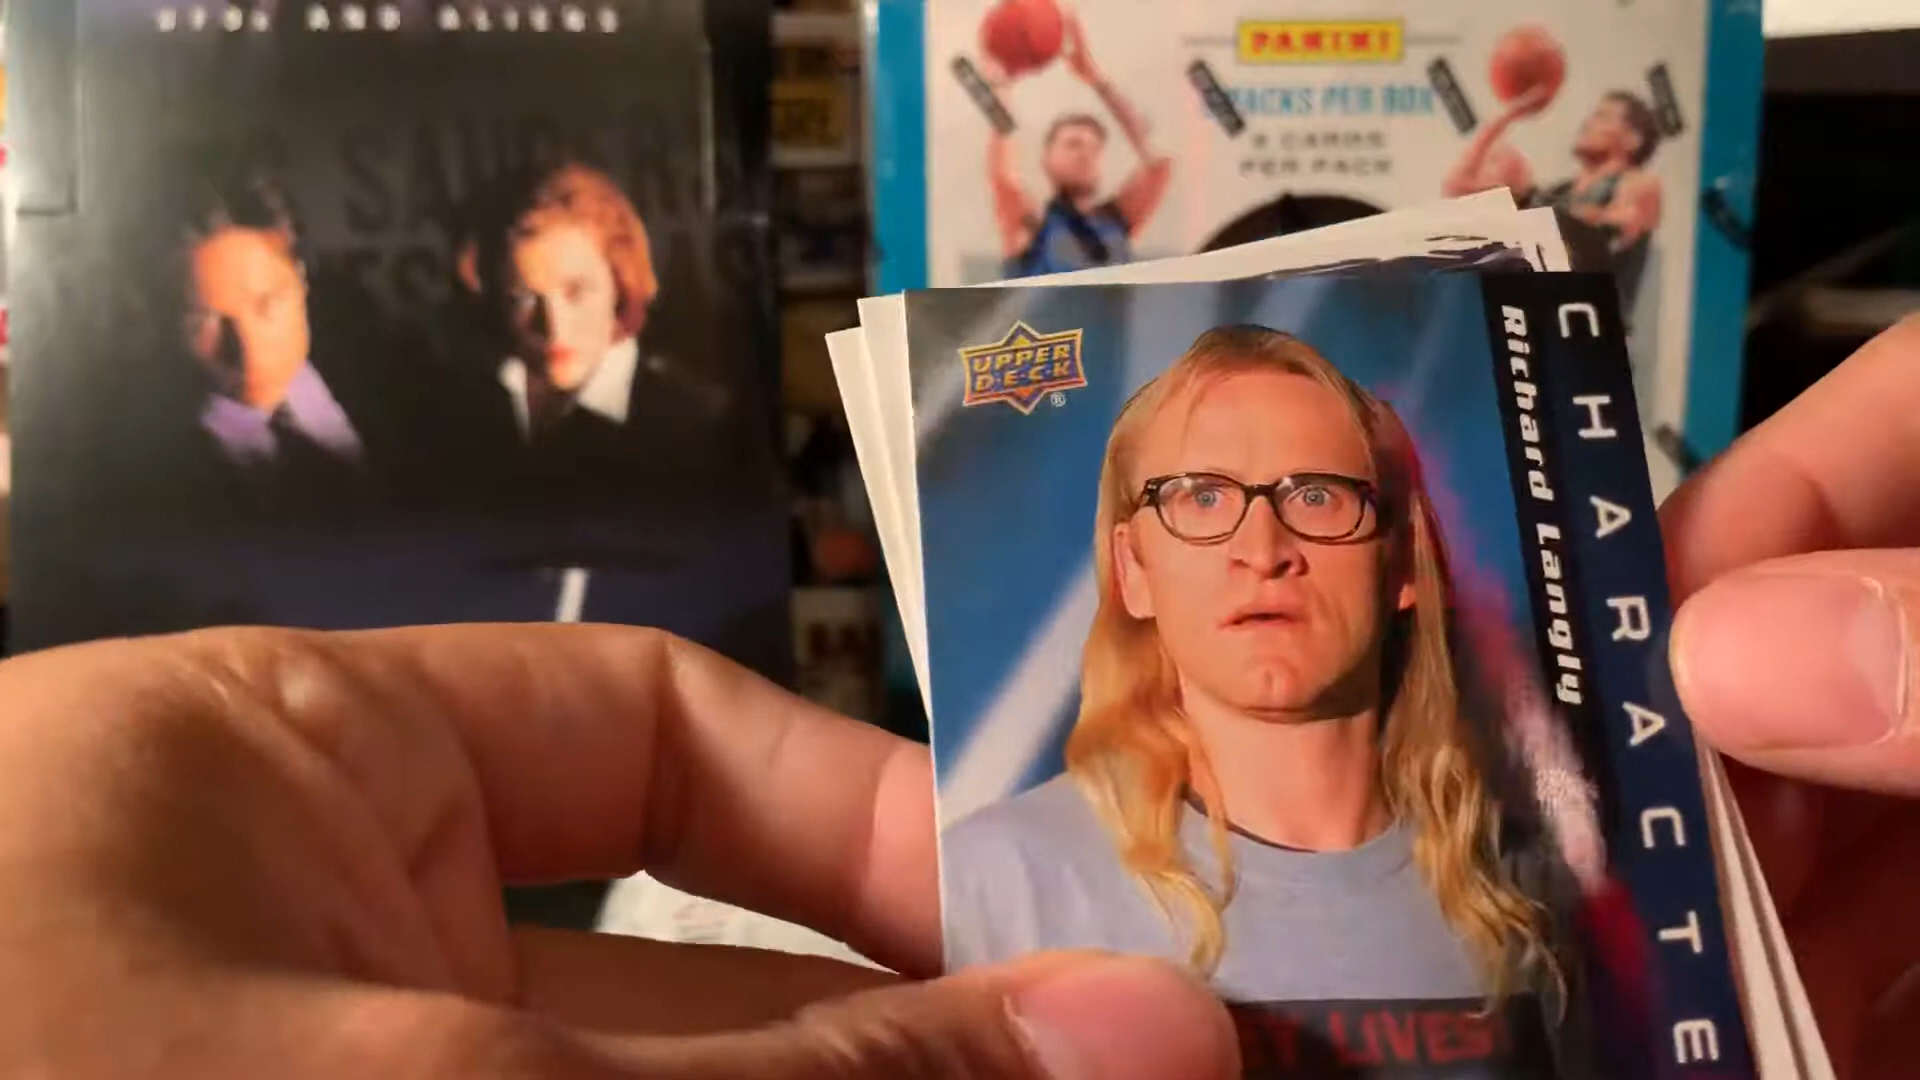 UFOs AND ALIENS
PANINI
PACKS PER BOX
CARDS
PER PACK
UPPER
DECK
®
Richard Langly
CHARACTE
LIVES!